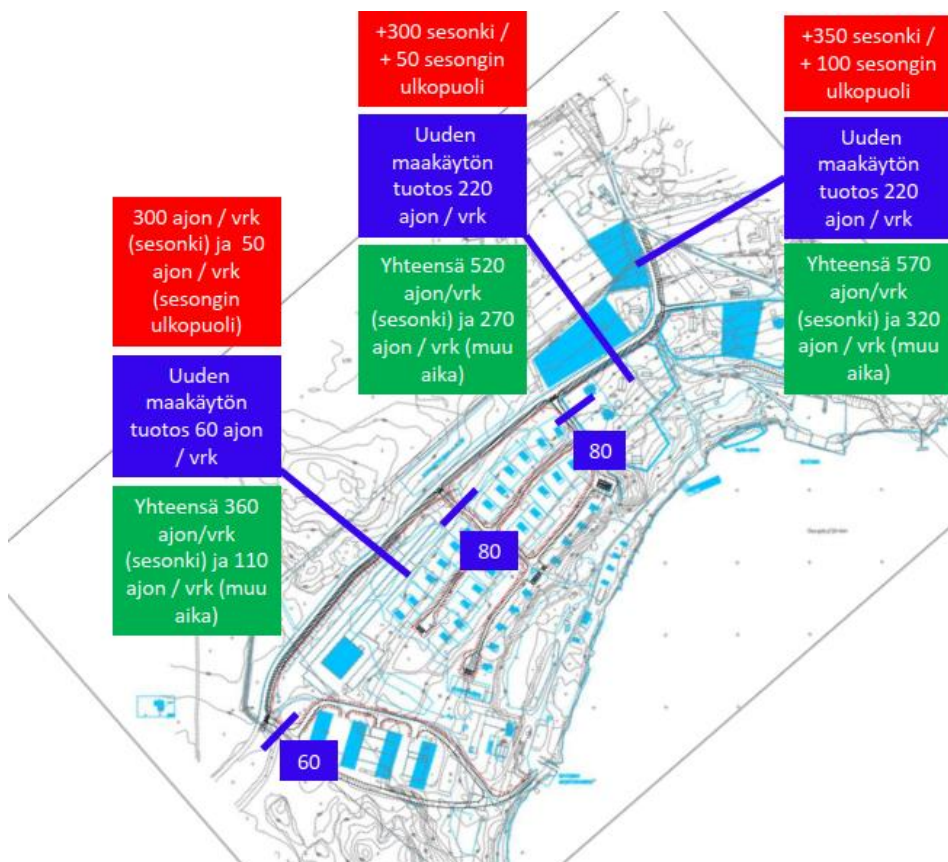 +300 sesonki /
+ 50 sesongin
ulkopuoli
Uuden
maakäytön
tuotos 220
ajon / vrk
Yhteensä 520
ajon/vrk
(sesonki) ja 270
ajon / vrk (muu
aika)
+350 sesonki /
+ 100 sesongin
ulkopuoli
Uuden
maakäytön
tuotos 220
ajon / vrk
Yhteensä 570
ajon/vrk
(sesonki) ja 320
ajon / vrk (muu
aika)
300 ajon / vrk
(sesonki) ja 50
ajon / vrk
(sesongin
ulkopuoli)
Uuden
maakäytön
tuotos 60 ajon
/ vrk
Yhteensä 360
ajon/vrk
(sesonki) ja 110
ajon / vrk (muu
aika)
80
80
60